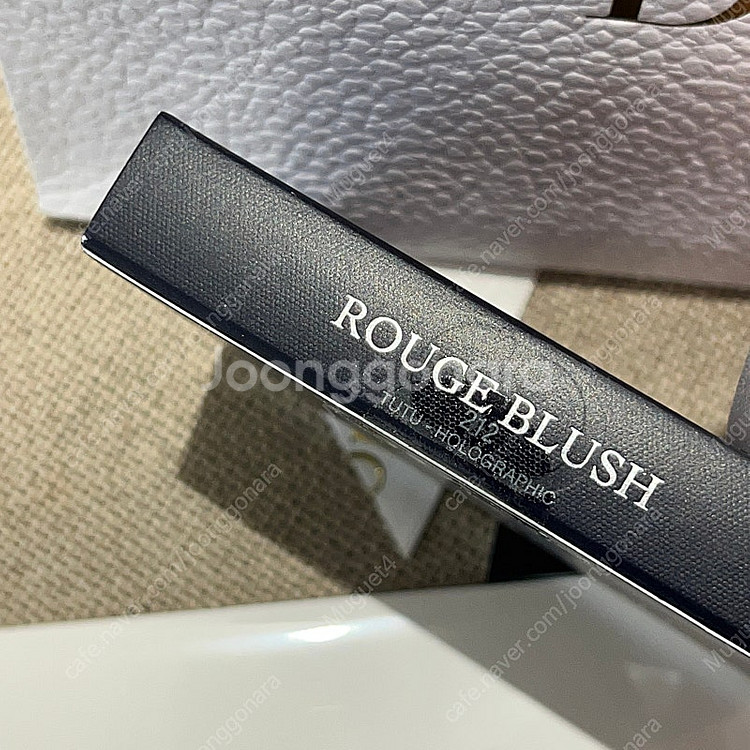 ROUGE BLUSH
212
TUTU - HOLOGRAPHIC
Joonggonara
cafe.naver.com/joonggonara
Muguet4